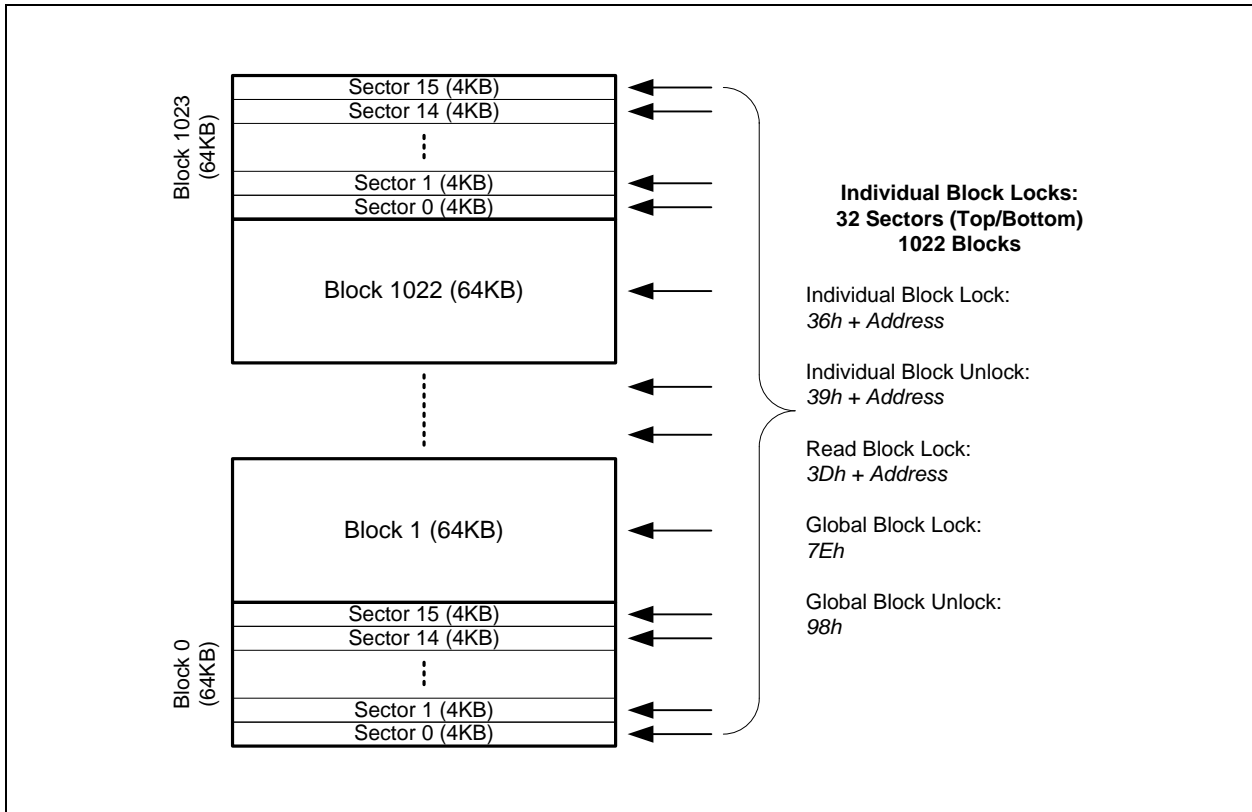 Block 1023
(64KB)
Sector 15 (4KB)
Sector 14 (4KB)
Sector 1 (4KB)
Sector 0 (4KB)
Block 1022 (64KB)
Block 1 (64KB)
Block 0
(64KB)
Sector 15 (4KB)
Sector 14 (4KB)
Sector 1 (4KB)
Sector 0 (4KB)
Individual Block Locks:
32 Sectors (Top/Bottom)
1022 Blocks
Individual Block Lock:
36h + Address
Individual Block Unlock:
39h + Address
Read Block Lock:
3Dh + Address
Global Block Lock:
7Eh
Global Block Unlock:
98h